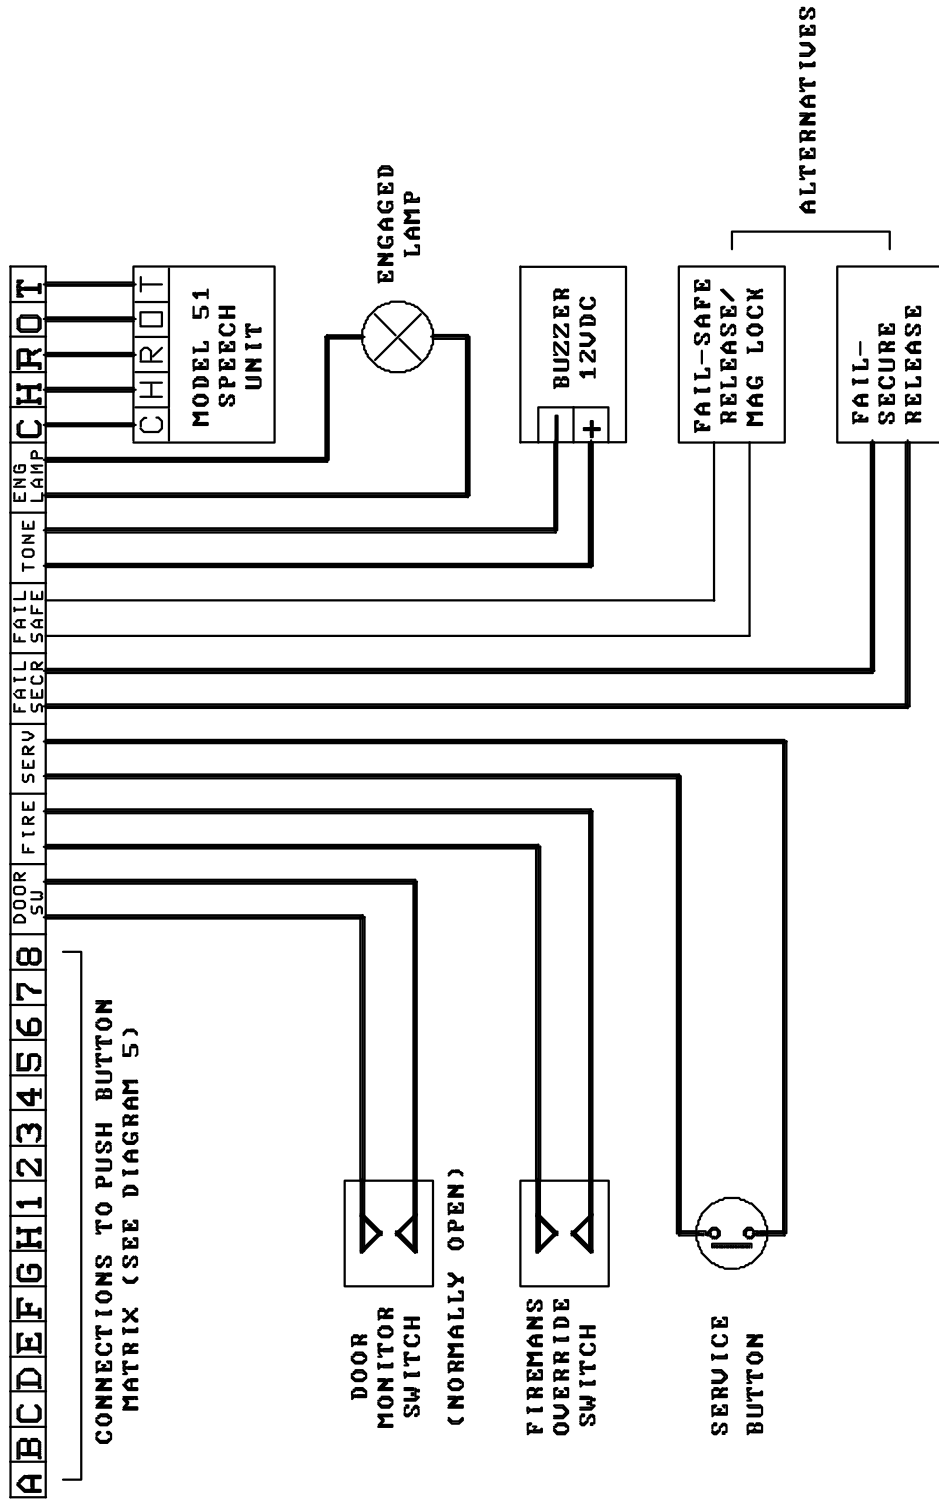 A B C D E F G H 1 2 3 4 5 6 7 8 DOOR SW FIRE SERV FAIL SECR FAIL SAFE TONE ENG LAMP C H R O T
CONNECTIONS TO PUSH BUTTON
MATRIX (SEE DIAGRAM 5)
C H R O T
MODEL 51
SPEECH
UNIT
ENGAGED
LAMP
DOOR
MONITOR
SWITCH
(NORMALLY OPEN)
- +
BUZZER
12VDC
FIREMANS
OVERRIDE
SWITCH
FAIL-SAFE
RELEASE/
MAG LOCK
SERVICE
BUTTON
FAIL-
SECURE
RELEASE
ALTERNATIVES